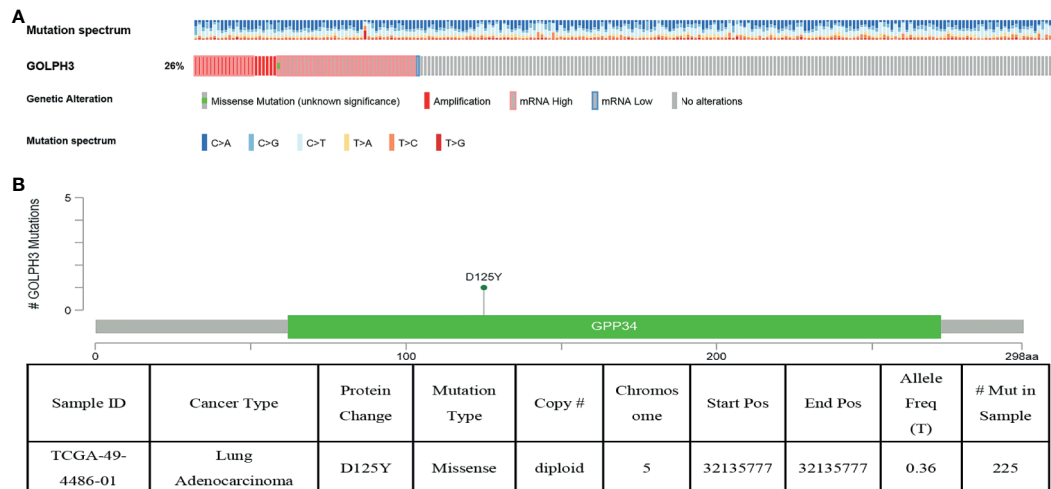 A
Mutation spectrum
GOLPH3 26%
Genetic Alteration Missense Mutation (unknown significance) Amplification mRNA High mRNA Low No alterations
Mutation spectrum C>A C>G C>T T>A T>C T>G
B
# GOLPH3 Mutations
5
0
D125Y
GPP34
0 100 200 298aa
Sample ID Cancer Type Protein Change Mutation Type Copy # Chromosome Start Pos End Pos Allele Freq (T) # Mut in Sample
TCGA-49-4486-01 Lung Adenocarcinoma D125Y Missense diploid 5 32135777 32135777 0.36 225